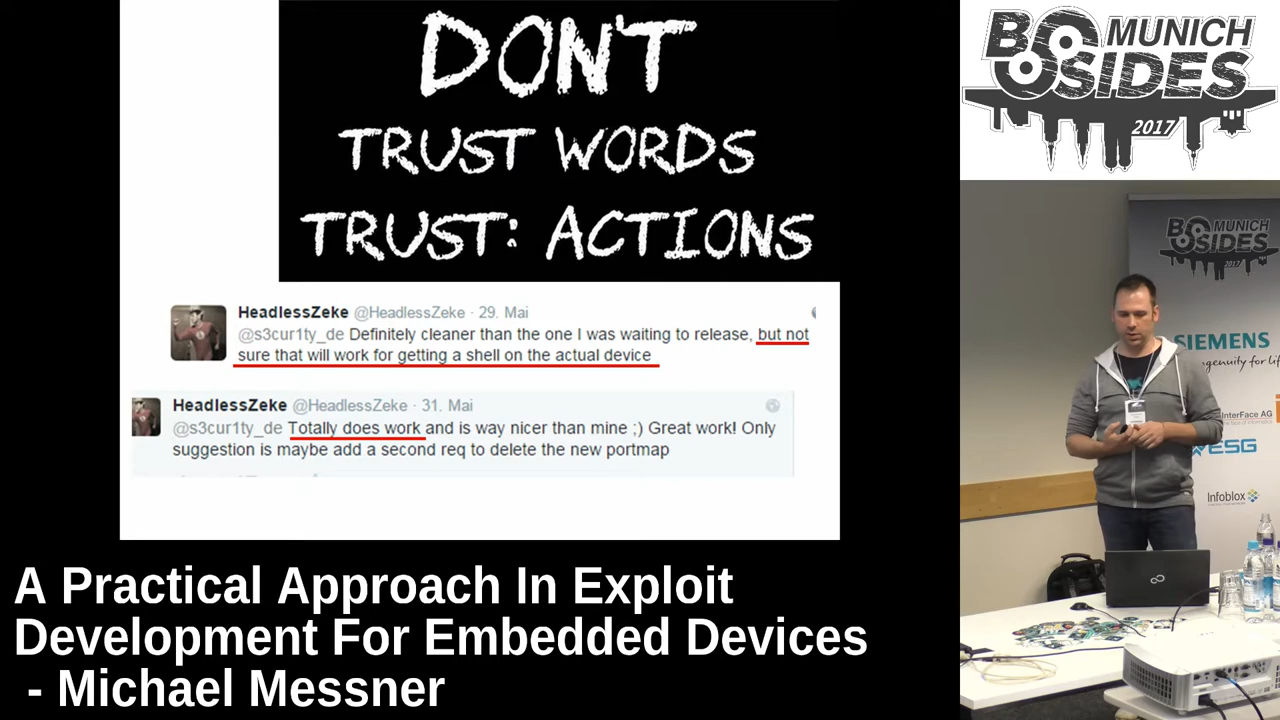 DON'T
TRUST WORDS
TRUST: ACTIONS
HeadlessZeke @HeadlessZeke · 29. Mai
@s3cur1ty_de Definitely cleaner than the one I was waiting to release, but not
sure that will work for getting a shell on the actual device
HeadlessZeke @HeadlessZeke · 31. Mai
@s3cur1ty_de Totally does work and is way nicer than mine ;) Great work! Only
suggestion is maybe add a second req to delete the new portmap
A Practical Approach In Exploit
Development For Embedded Devices
- Michael Messner
BSIDES MUNICH
2017
BSIDES MUNICH
2017
SIEMENS
InterFace AG
ESG
Infoblox